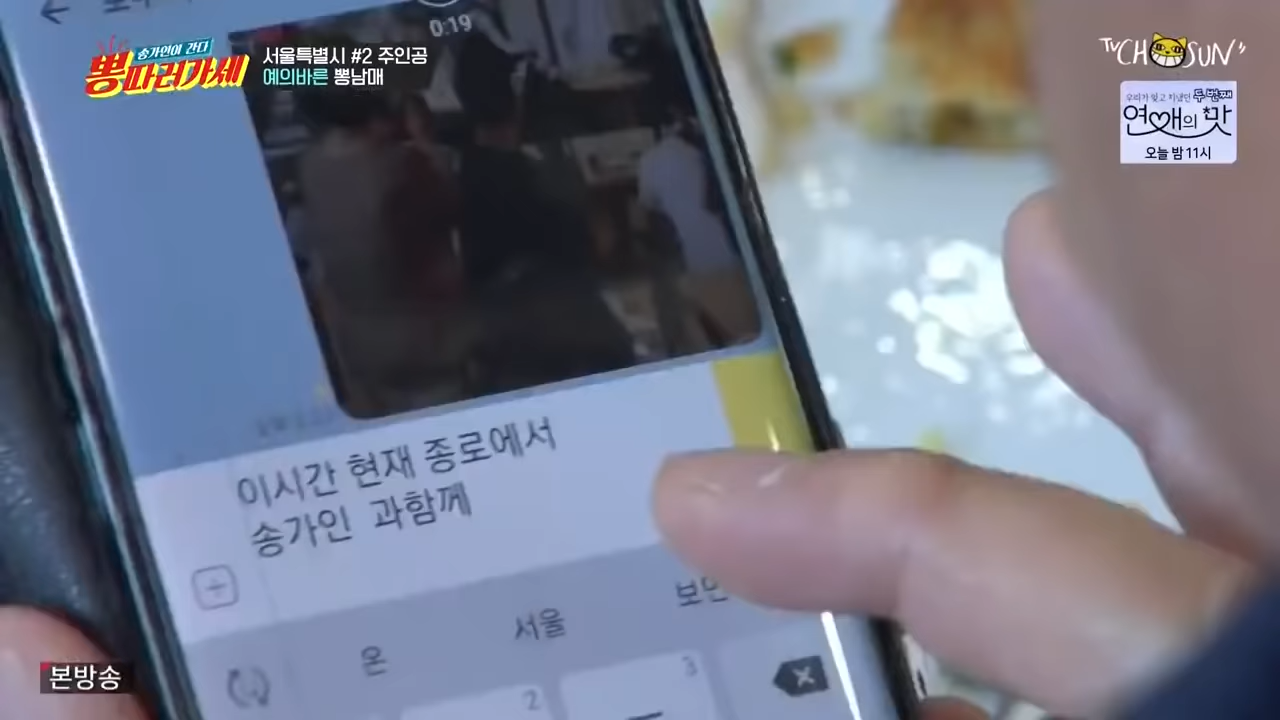 0:19
송가인이 간다
뽕따러가세
서울특별시 #2 주인공
예의바른 뽕남매
TV CHOSUN
우리가 잊고 지냈던 두번째
연애의 맛
오늘 밤 11시
이시간 현재 종로에서
송가인 과함께
온
서울
2
3
본방송